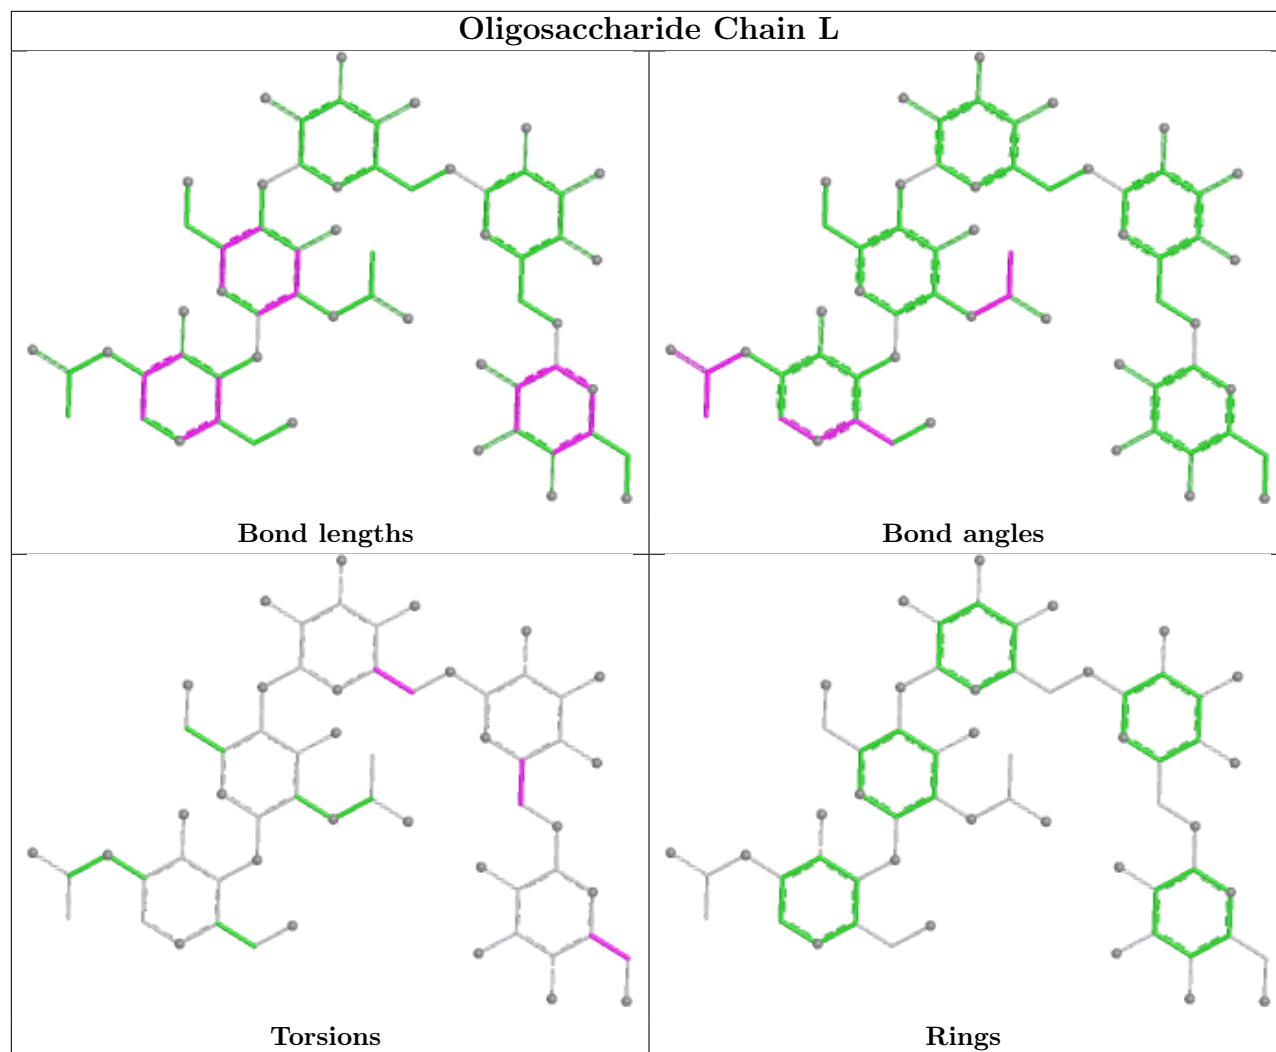 Oligosaccharide Chain L
Bond lengths
Bond angles
Torsions
Rings